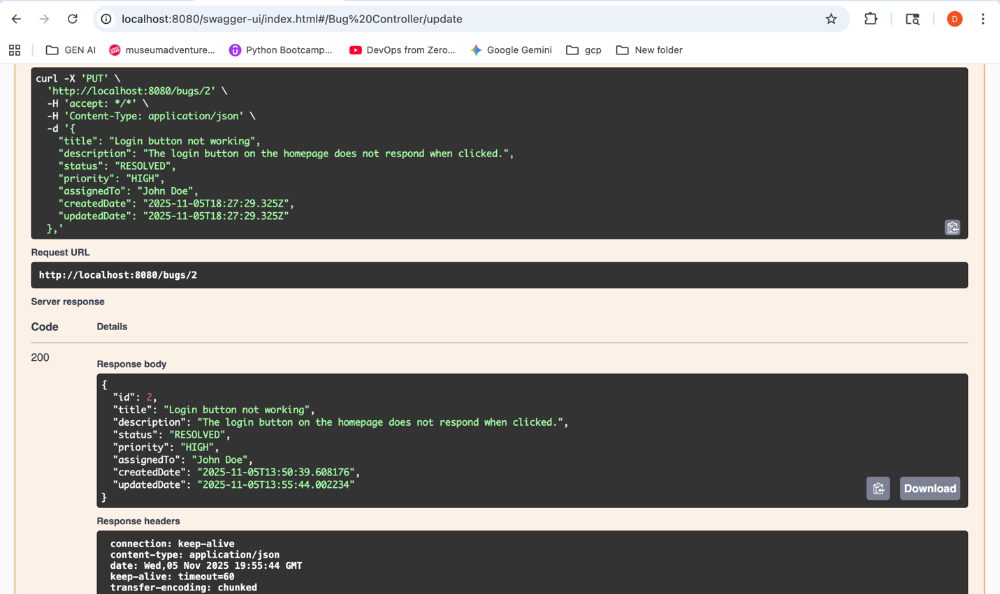 localhost:8080/swagger-ui/index.html#/Bug%20Controller/update
D
GEN AI museumadventure... Python Bootcamp... DevOps from Zero... Google Gemini gcp New folder
curl -X 'PUT' \
'http://localhost:8080/bugs/2' \
-H 'accept: */*' \
-H 'Content-Type: application/json' \
-d '{
"title": "Login button not working",
"description": "The login button on the homepage does not respond when clicked.",
"status": "RESOLVED",
"priority": "HIGH",
"assignedTo": "John Doe",
"createdDate": "2025-11-05T18:27:29.325Z",
"updatedDate": "2025-11-05T18:27:29.325Z"
},'
Request URL
http://localhost:8080/bugs/2
Server response
Code Details
200
Response body
{
"id": 2,
"title": "Login button not working",
"description": "The login button on the homepage does not respond when clicked.",
"status": "RESOLVED",
"priority": "HIGH",
"assignedTo": "John Doe",
"createdDate": "2025-11-05T13:50:39.608176",
"updatedDate": "2025-11-05T13:55:44.002234"
}
Download
Response headers
connection: keep-alive
content-type: application/json
date: Wed,05 Nov 2025 19:55:44 GMT
keep-alive: timeout=60
transfer-encoding: chunked